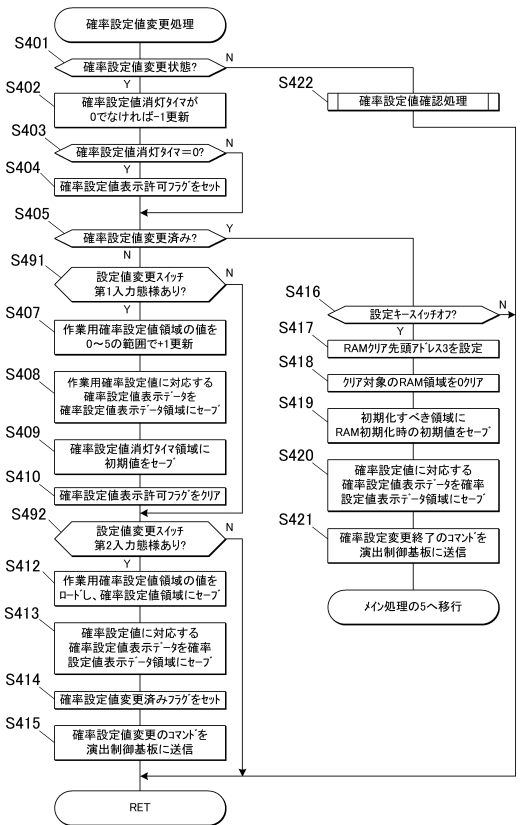 確率設定値変更処理
S401
確率設定値変更状態?
N
Y
S402
確率設定値消灯タイマが
0でなければ-1更新
S403
確率設定値消灯タイマ=0?
N
Y
S404
確率設定値表示許可フラグをセット
S405
確率設定値変更済み?
Y
N
S491
設定値変更スイッチ
第1入力態様あり?
N
Y
S407
作業用確率設定値領域の値を
0～5の範囲で+1更新
S408
作業用確率設定値に対応する
確率設定値表示データを
確率設定値表示データ領域にセーブ
S409
確率設定値消灯タイマ領域に
初期値をセーブ
S410
確率設定値表示許可フラグをクリア
S492
設定値変更スイッチ
第2入力態様あり?
N
Y
S412
作業用確率設定値領域の値を
ロードし、確率設定値領域にセーブ
S413
確率設定値に対応する
確率設定値表示データを確率
設定値表示データ領域にセーブ
S414
確率設定値変更済みフラグをセット
S415
確率設定値変更のコマンドを
演出制御基板に送信
RET
S422
確率設定値確認処理
S416
設定キースイッチオフ?
N
Y
S417
RAMクリア先頭アドレス3を設定
S418
クリア対象のRAM領域を0クリア
S419
初期化すべき領域に
RAM初期化時の初期値をセーブ
S420
確率設定値に対応する
確率設定値表示データを確率
設定値表示データ領域にセーブ
S421
確率設定変更終了のコマンドを
演出制御基板に送信
メイン処理の5へ移行